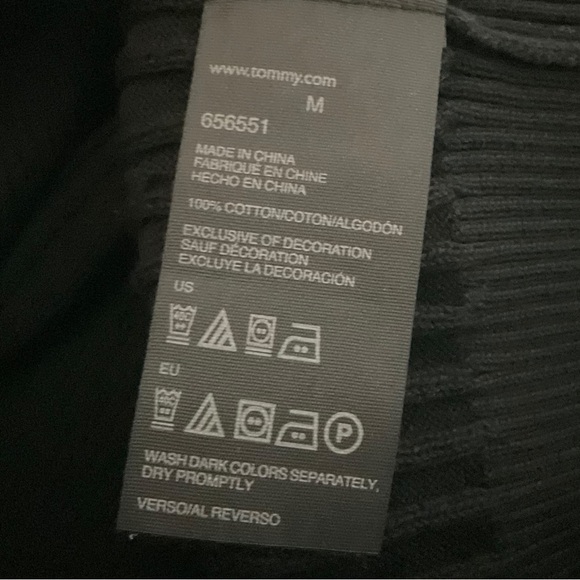 www.tommy.com
M
656551
MADE IN CHINA
FABRIQUÉ EN CHINE
HECHO EN CHINA
100% COTTON/COTON/ALGODÓN
EXCLUSIVE OF DECORATION
SAUF DÉCORATION
EXCLUYE LA DECORACIÓN
US
EU
P
WASH DARK COLORS SEPARATELY,
DRY PROMPTLY
VERSO/AL REVERSO